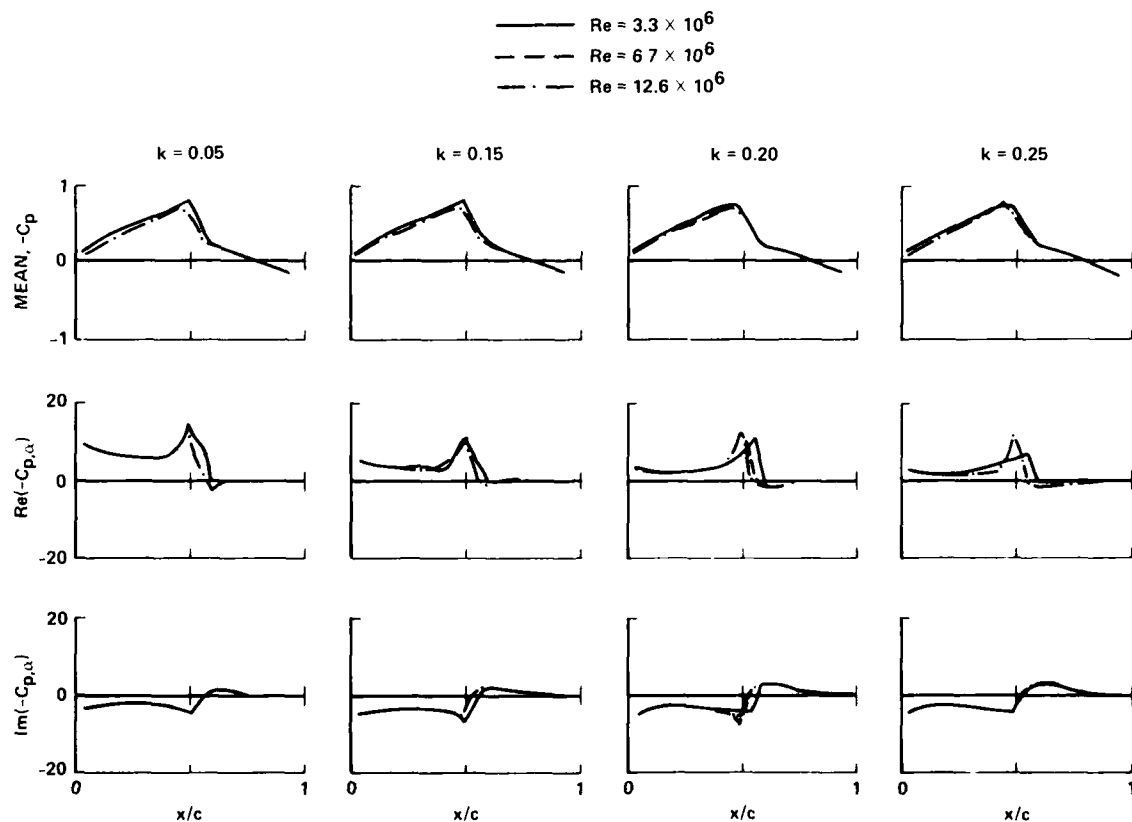 Re = 3.3 × 10⁶
Re = 6 7 × 10⁶
Re = 12.6 × 10⁶
k = 0.05 k = 0.15 k = 0.20 k = 0.25
MEAN, -Cp
1
0
-1
Re(-Cp,α)
20
0
-20
Im(-Cp,α)
20
0
-20
0 1 0 1 0 1 0 1
x/c x/c x/c x/c